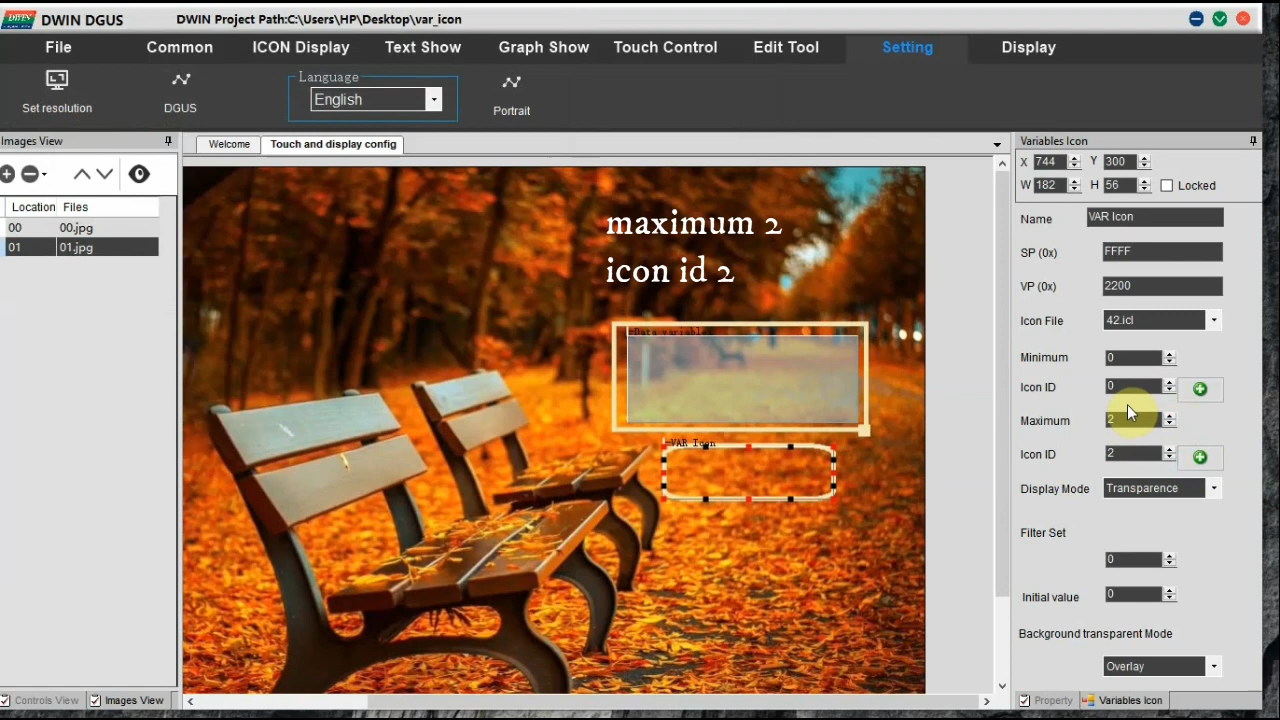 DWIN DGUS
DWIN Project Path:C:\Users\HP\Desktop\var_icon
File Common ICON Display Text Show Graph Show Touch Control Edit Tool Setting Display
Language
English
Set resolution DGUS Portrait
Images View
Welcome Touch and display config
Variables Icon
X 744 Y 300
W 182 H 56 Locked
Location Files
00 00.jpg
01 01.jpg
maximum 2
icon id 2
Data variable
VAR Icon
Name VAR Icon
SP (0x) FFFF
VP (0x) 2200
Icon File 42.icl
Minimum 0
Icon ID 0
Maximum 2
Icon ID 2
Display Mode Transparence
Filter Set
0
Initial value 0
Background transparent Mode
Overlay
Controls View Images View
Property Variables Icon